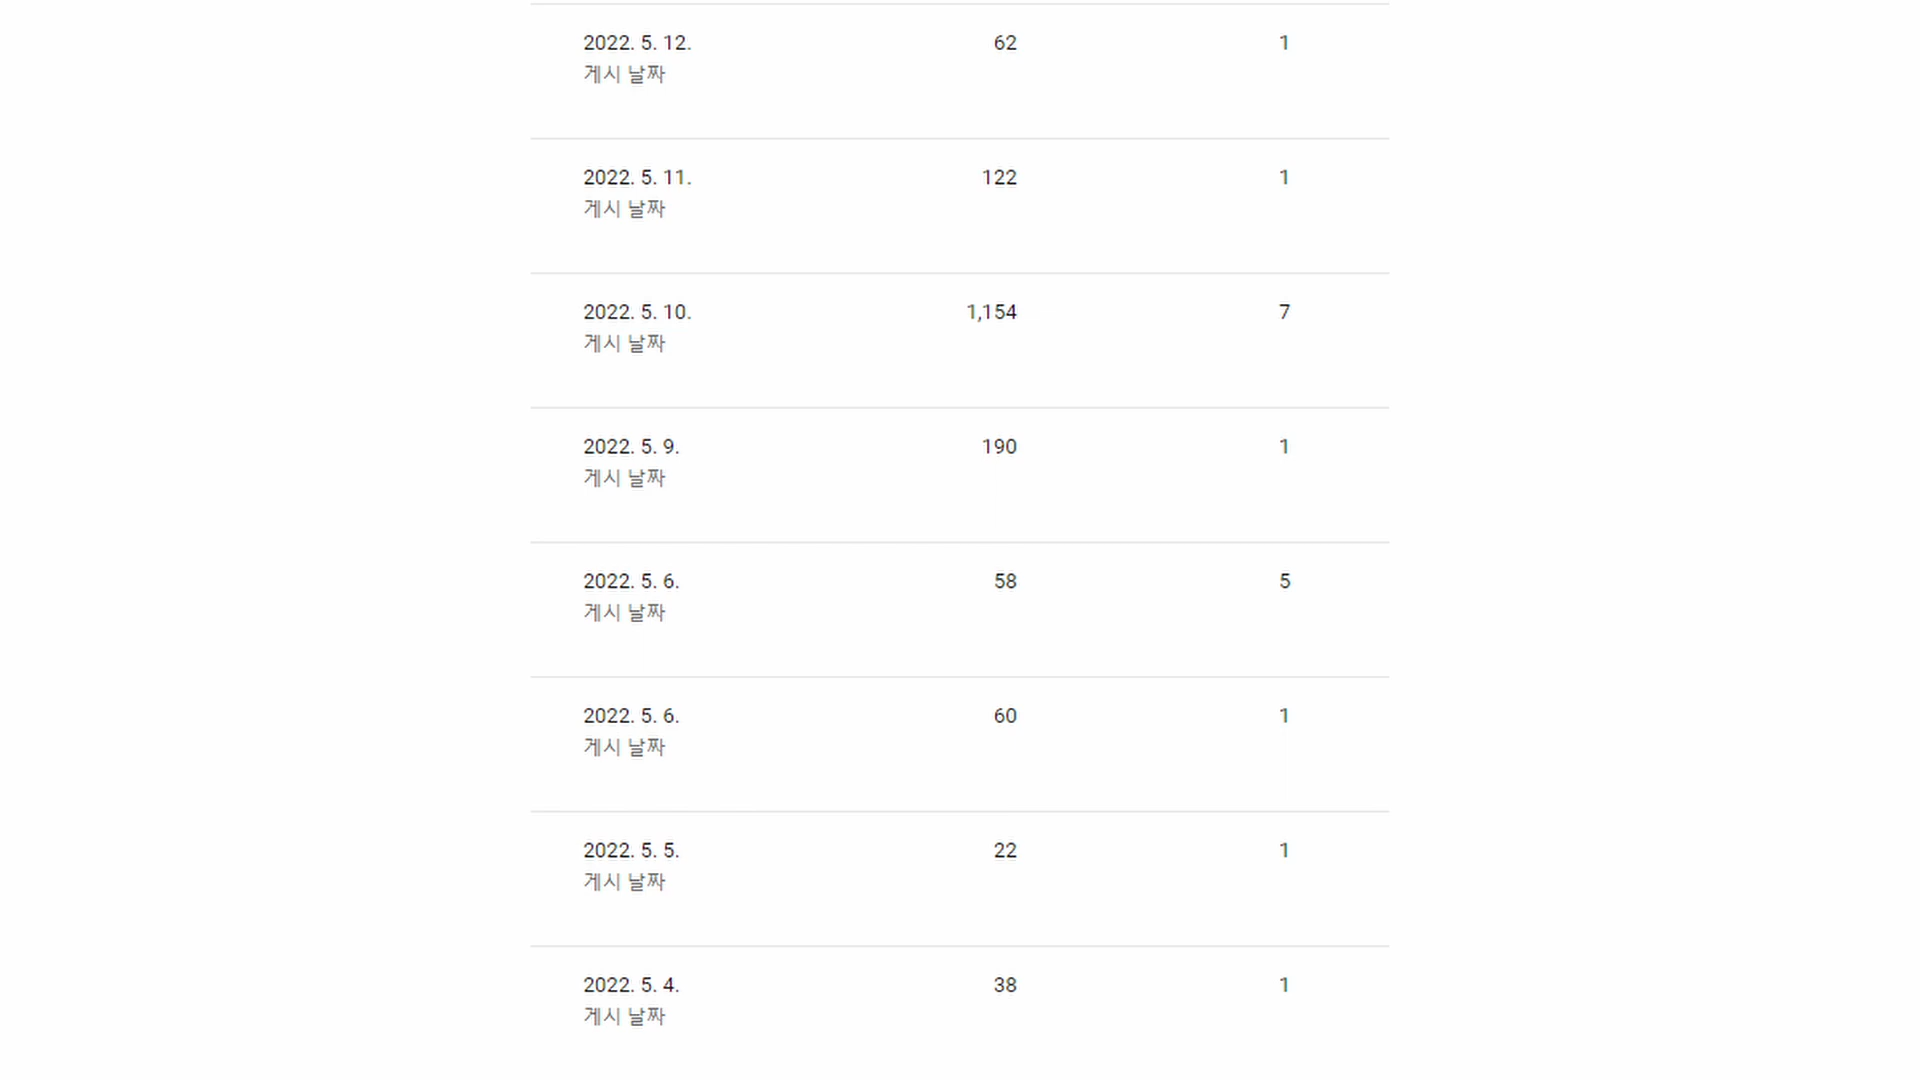 2022. 5. 12. 62 1
게시 날짜
2022. 5. 11. 122 1
게시 날짜
2022. 5. 10. 1,154 7
게시 날짜
2022. 5. 9. 190 1
게시 날짜
2022. 5. 6. 58 5
게시 날짜
2022. 5. 6. 60 1
게시 날짜
2022. 5. 5. 22 1
게시 날짜
2022. 5. 4. 38 1
게시 날짜